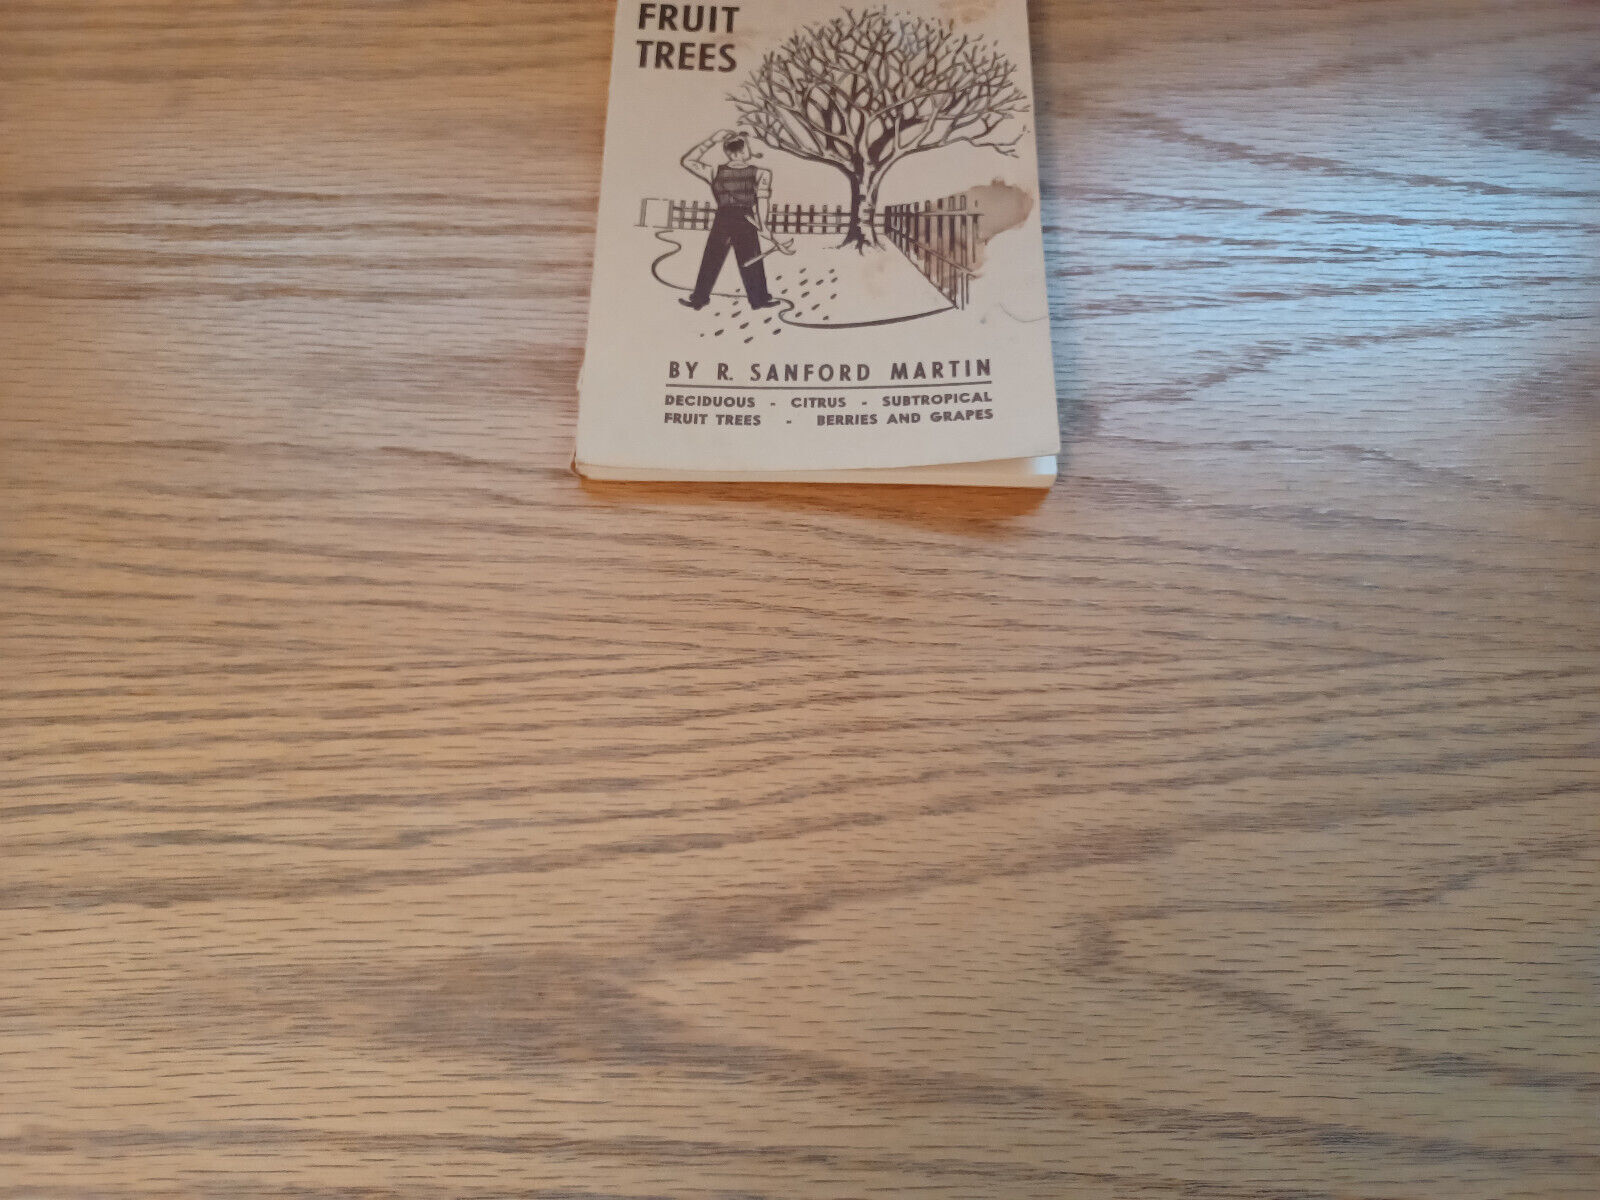 FRUIT
TREES
BY R. SANFORD MARTIN
DECIDUOUS - CITRUS - SUBTROPICAL
FRUIT TREES - BERRIES AND GRAPES